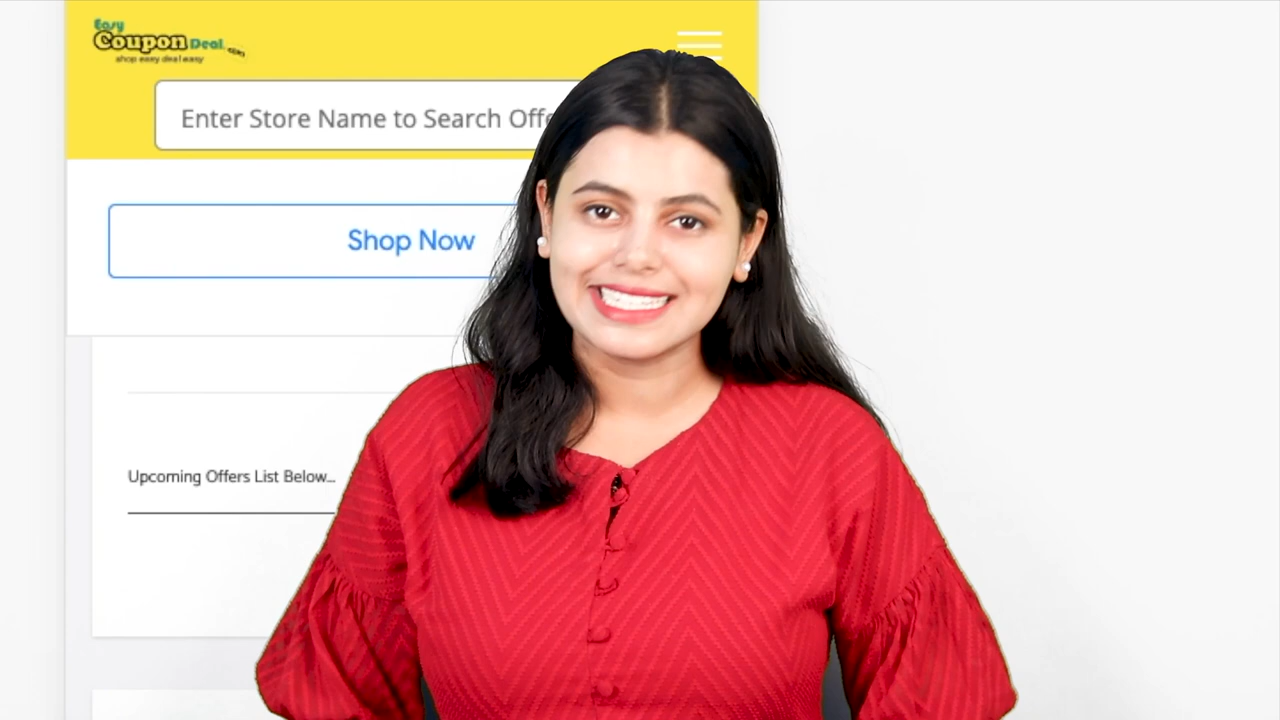 Easy
Coupon Deal.com
shop easy deal easy
Enter Store Name to Search Offe
Shop Now
Upcoming Offers List Below...